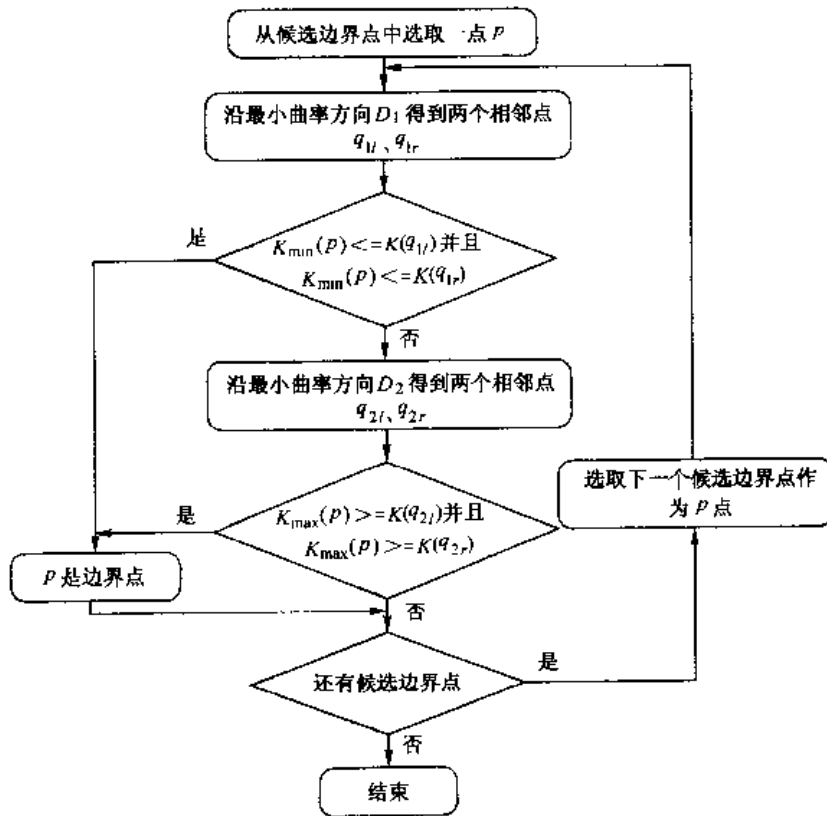 从候选边界点中选取一点 P
沿最小曲率方向 D₁ 得到两个相邻点
q₁ₗ、q₁ᵣ
是
Kmin(p)<=K(q₁ₗ)并且
Kmin(p)<=K(q₁ᵣ)
否
沿最小曲率方向 D₂ 得到两个相邻点
q₂ₗ、q₂ᵣ
选取下一个候选边界点作
为 P 点
是
Kmax(p)>=K(q₂ₗ)并且
Kmax(p)>=K(q₂ᵣ)
P 是边界点
否
还有候选边界点
是
否
结束